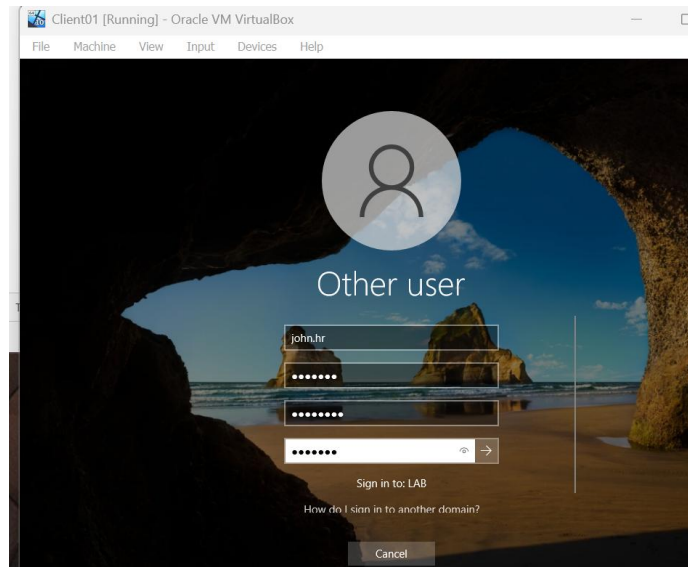 Client01 [Running] - Oracle VM VirtualBox
File Machine View Input Devices Help
Other user
john.hr
●●●●●●●
●●●●●●●●
●●●●●●●
Sign in to: LAB
How do I sign in to another domain?
Cancel